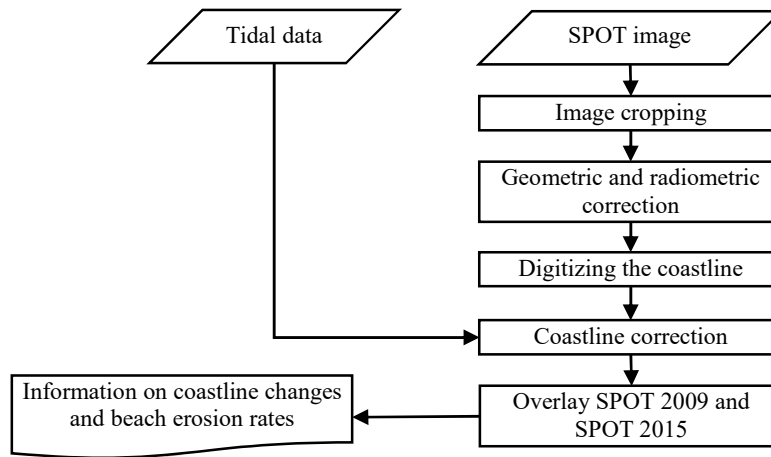 Tidal data
SPOT image
Image cropping
Geometric and radiometric
correction
Digitizing the coastline
Coastline correction
Information on coastline changes
and beach erosion rates
Overlay SPOT 2009 and
SPOT 2015